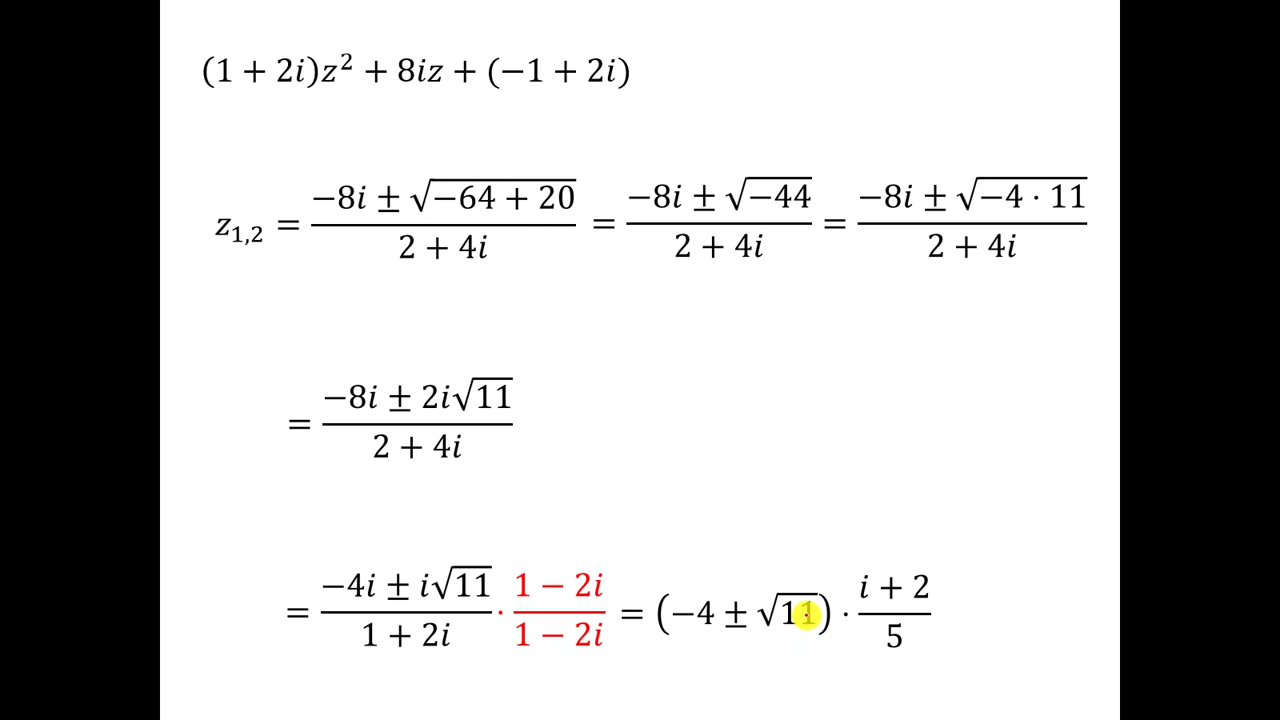 (1 + 2i)z² + 8iz + (−1 + 2i)
z₁,₂ = (−8i ± √(−64 + 20))/(2 + 4i) = (−8i ± √(−44))/(2 + 4i) = (−8i ± √(−4 · 11))/(2 + 4i)
= (−8i ± 2i√11)/(2 + 4i)
= (−4i ± i√11)/(1 + 2i) · (1 − 2i)/(1 − 2i) = (−4 ± √11) · (i + 2)/5